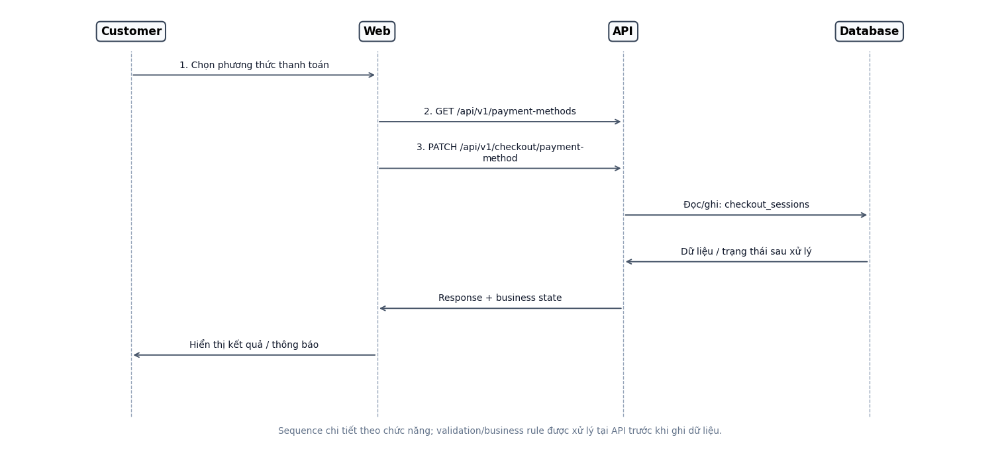 Customer
Web
API
Database
1. Chọn phương thức thanh toán
2. GET /api/v1/payment-methods
3. PATCH /api/v1/checkout/payment-
method
Đọc/ghi: checkout_sessions
Dữ liệu / trạng thái sau xử lý
Response + business state
Hiển thị kết quả / thông báo
Sequence chi tiết theo chức năng; validation/business rule được xử lý tại API trước khi ghi dữ liệu.